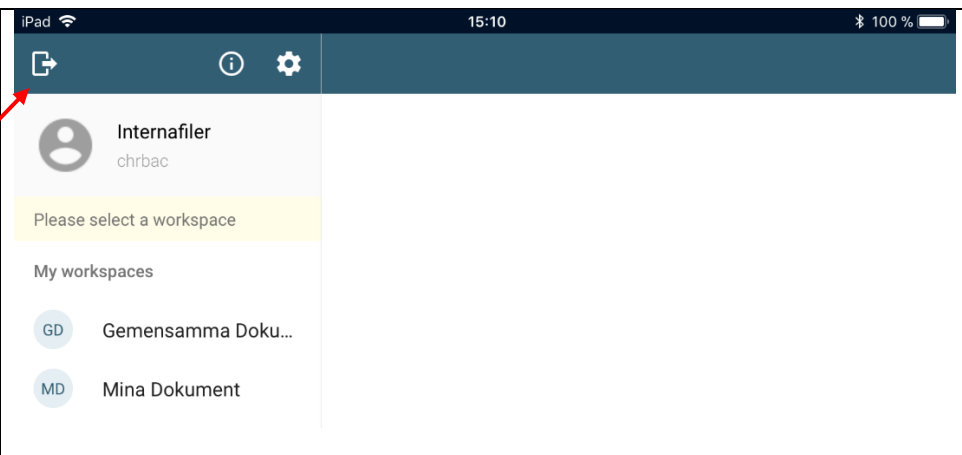 iPad 15:10 100 %
Internafiler
chrbac
Please select a workspace
My workspaces
GD Gemensamma Doku...
MD Mina Dokument